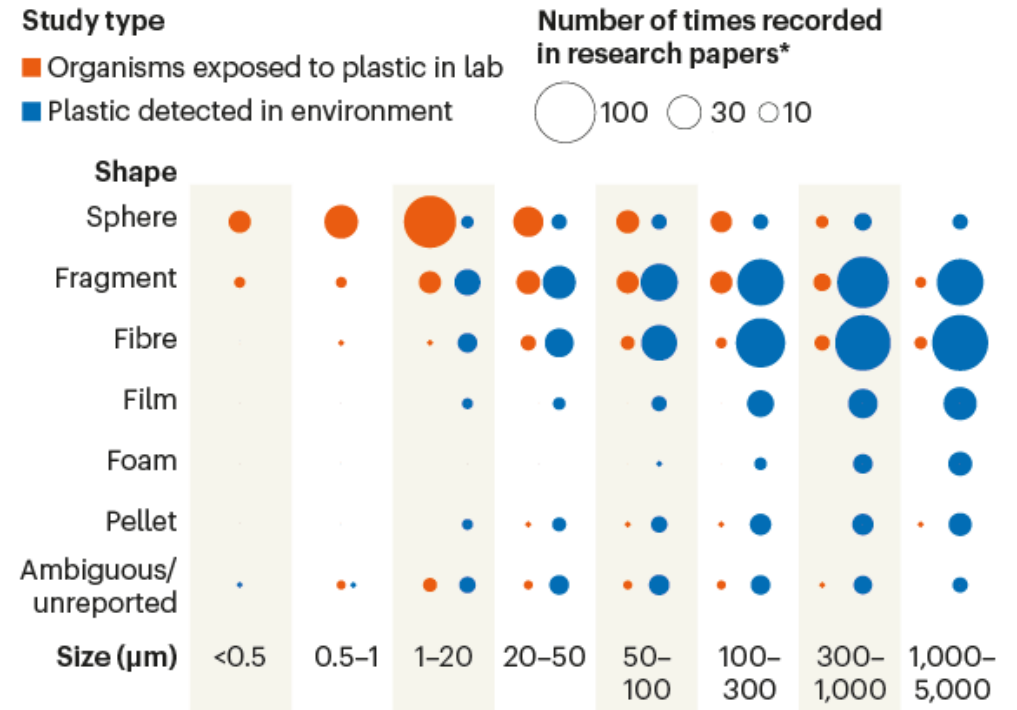 Study type
Organisms exposed to plastic in lab
Plastic detected in environment
Number of times recorded
in research papers*
100 30 10
Shape
Sphere
Fragment
Fibre
Film
Foam
Pellet
Ambiguous/
unreported
Size (µm) <0.5 0.5–1 1–20 20–50 50– 100– 300– 1,000–
100 300 1,000 5,000